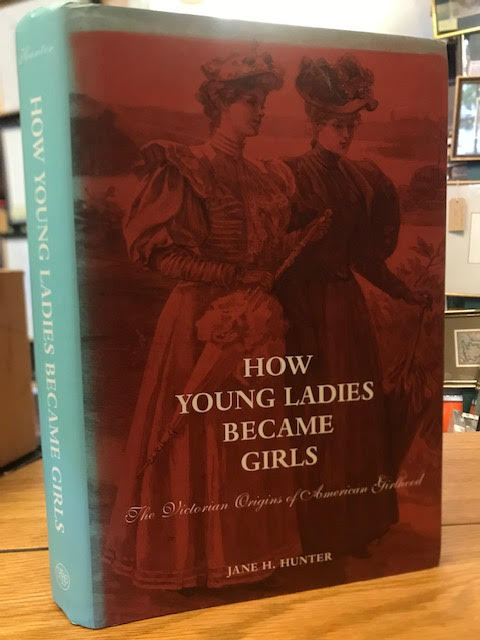 Hunter
HOW YOUNG LADIES BECAME GIRLS
HOW
YOUNG LADIES
BECAME
GIRLS
The Victorian Origins of American Girlhood
JANE H. HUNTER